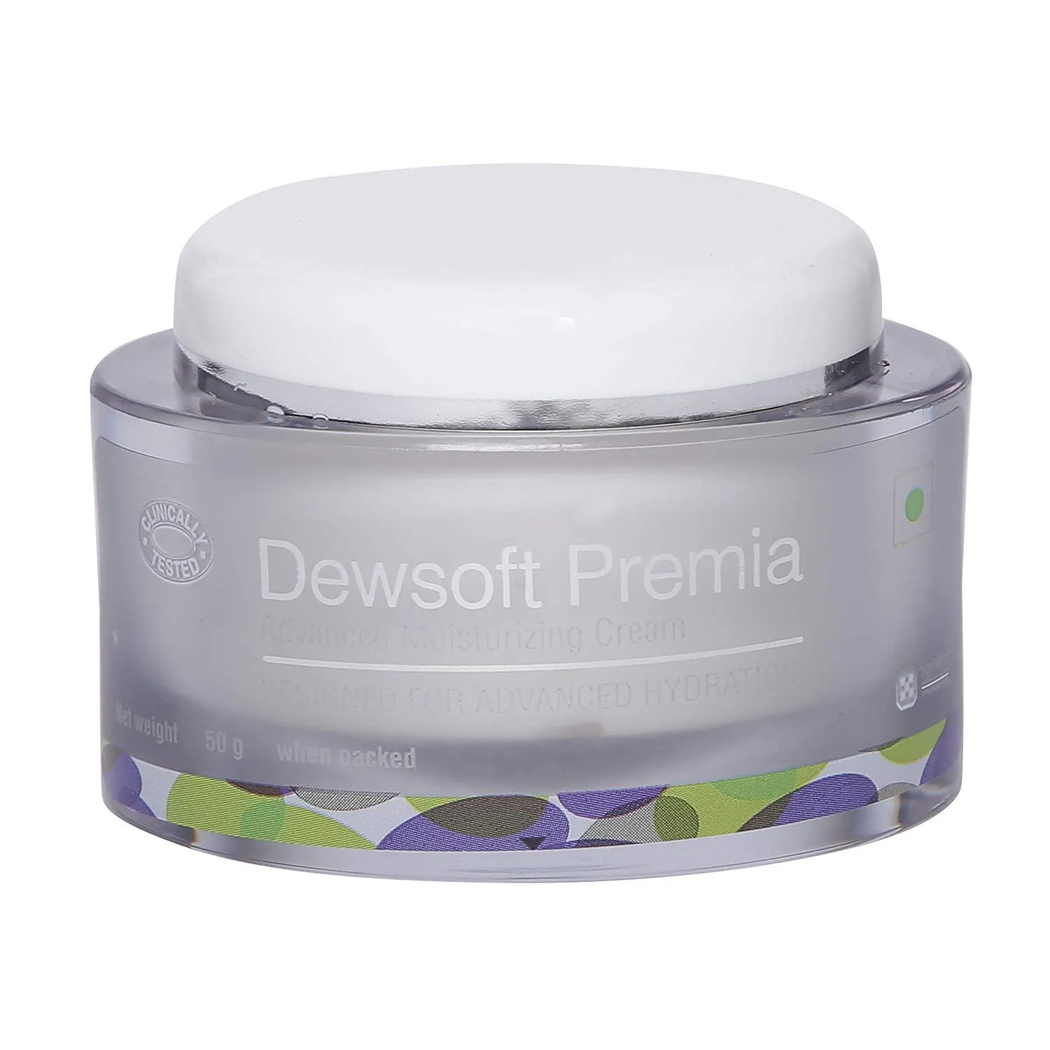 CLINICALLY TESTED
Dewsoft Premia
Advanced Moisturizing Cream
DESIGNED FOR ADVANCED HYDRATION
Net weight 50 g when packed